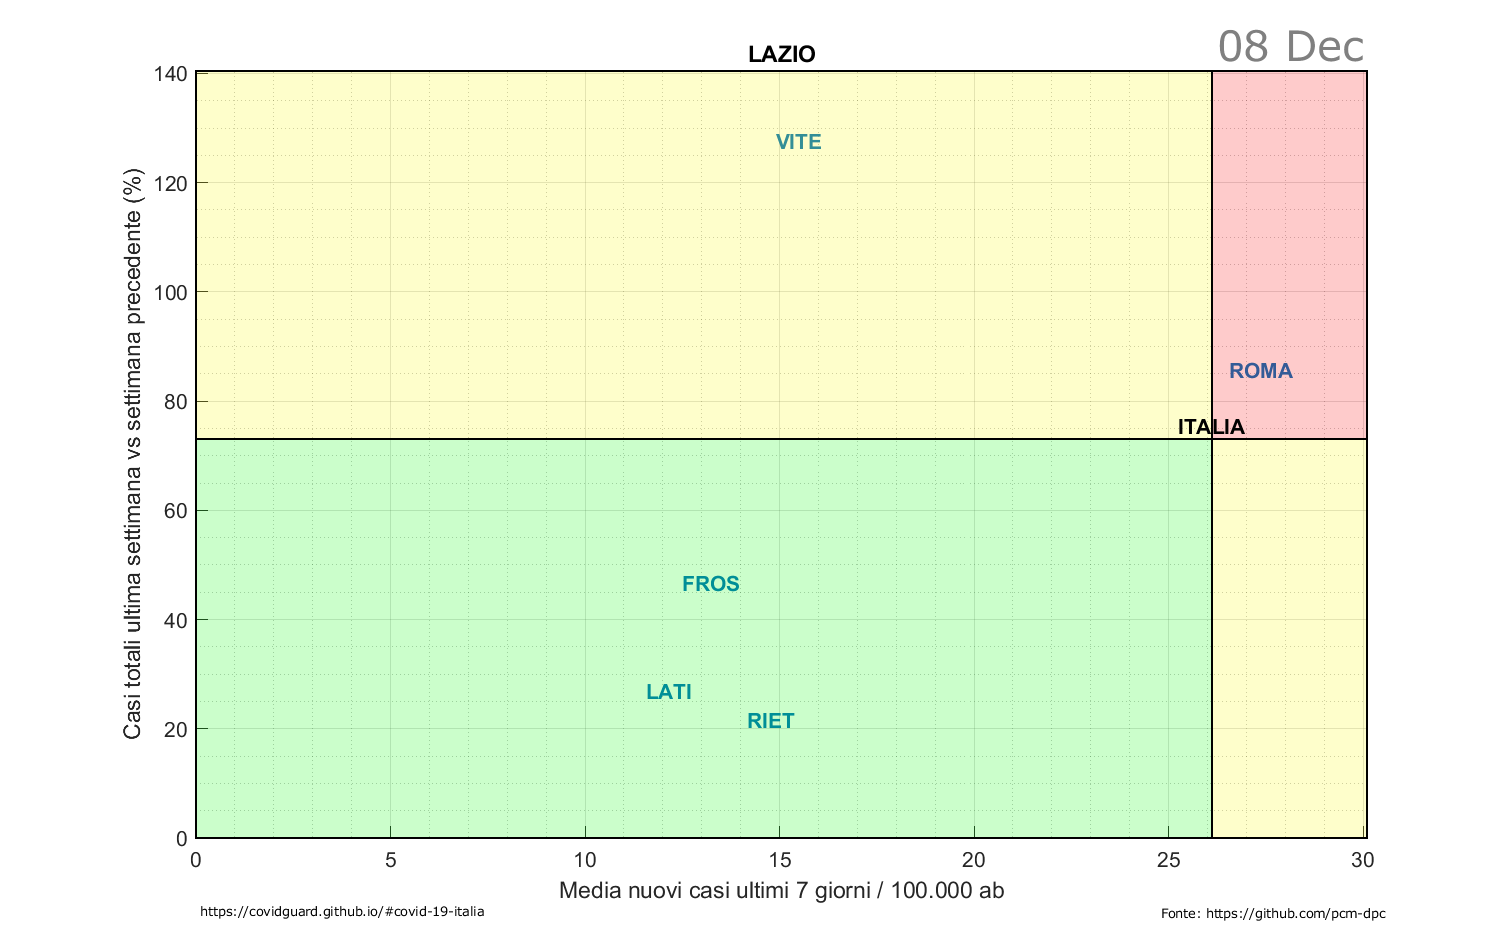 LAZIO
08 Dec
Casi totali ultima settimana vs settimana precedente (%)
140
120
100
80
60
40
20
0
VITE
ROMA
ITALIA
FROS
LATI
RIET
0 5 10 15 20 25 30
Media nuovi casi ultimi 7 giorni / 100.000 ab
https://covidguard.github.io/#covid-19-italia
Fonte: https://github.com/pcm-dpc